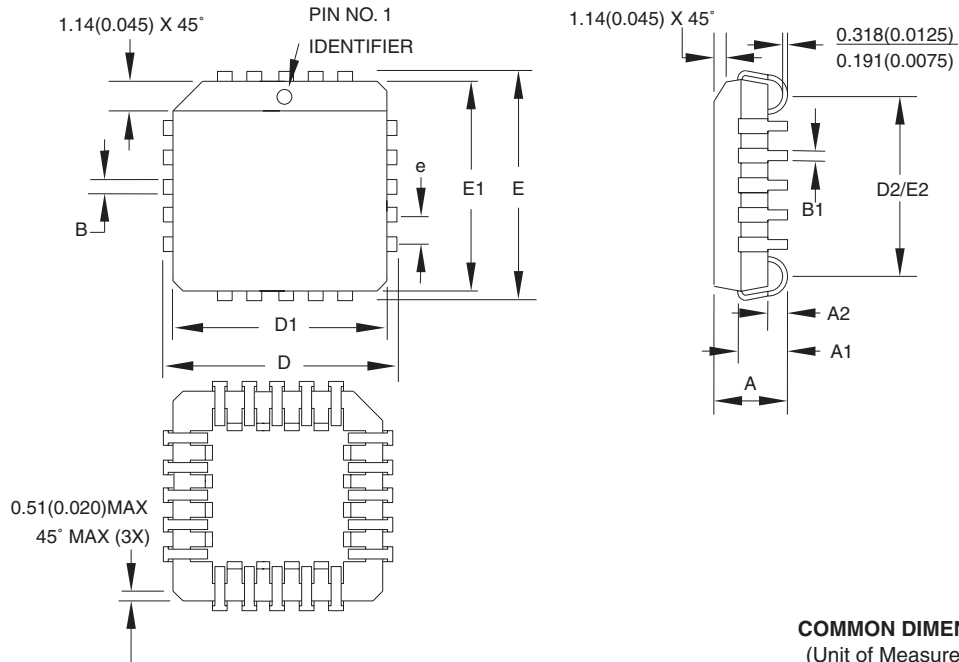 1.14(0.045) X 45˚
PIN NO. 1
IDENTIFIER
1.14(0.045) X 45˚
0.318(0.0125)
0.191(0.0075)
e
E1
E
B
B1
D2/E2
D1
D
A2
A1
A
0.51(0.020)MAX
45˚ MAX (3X)
COMMON
(Unit of Measure